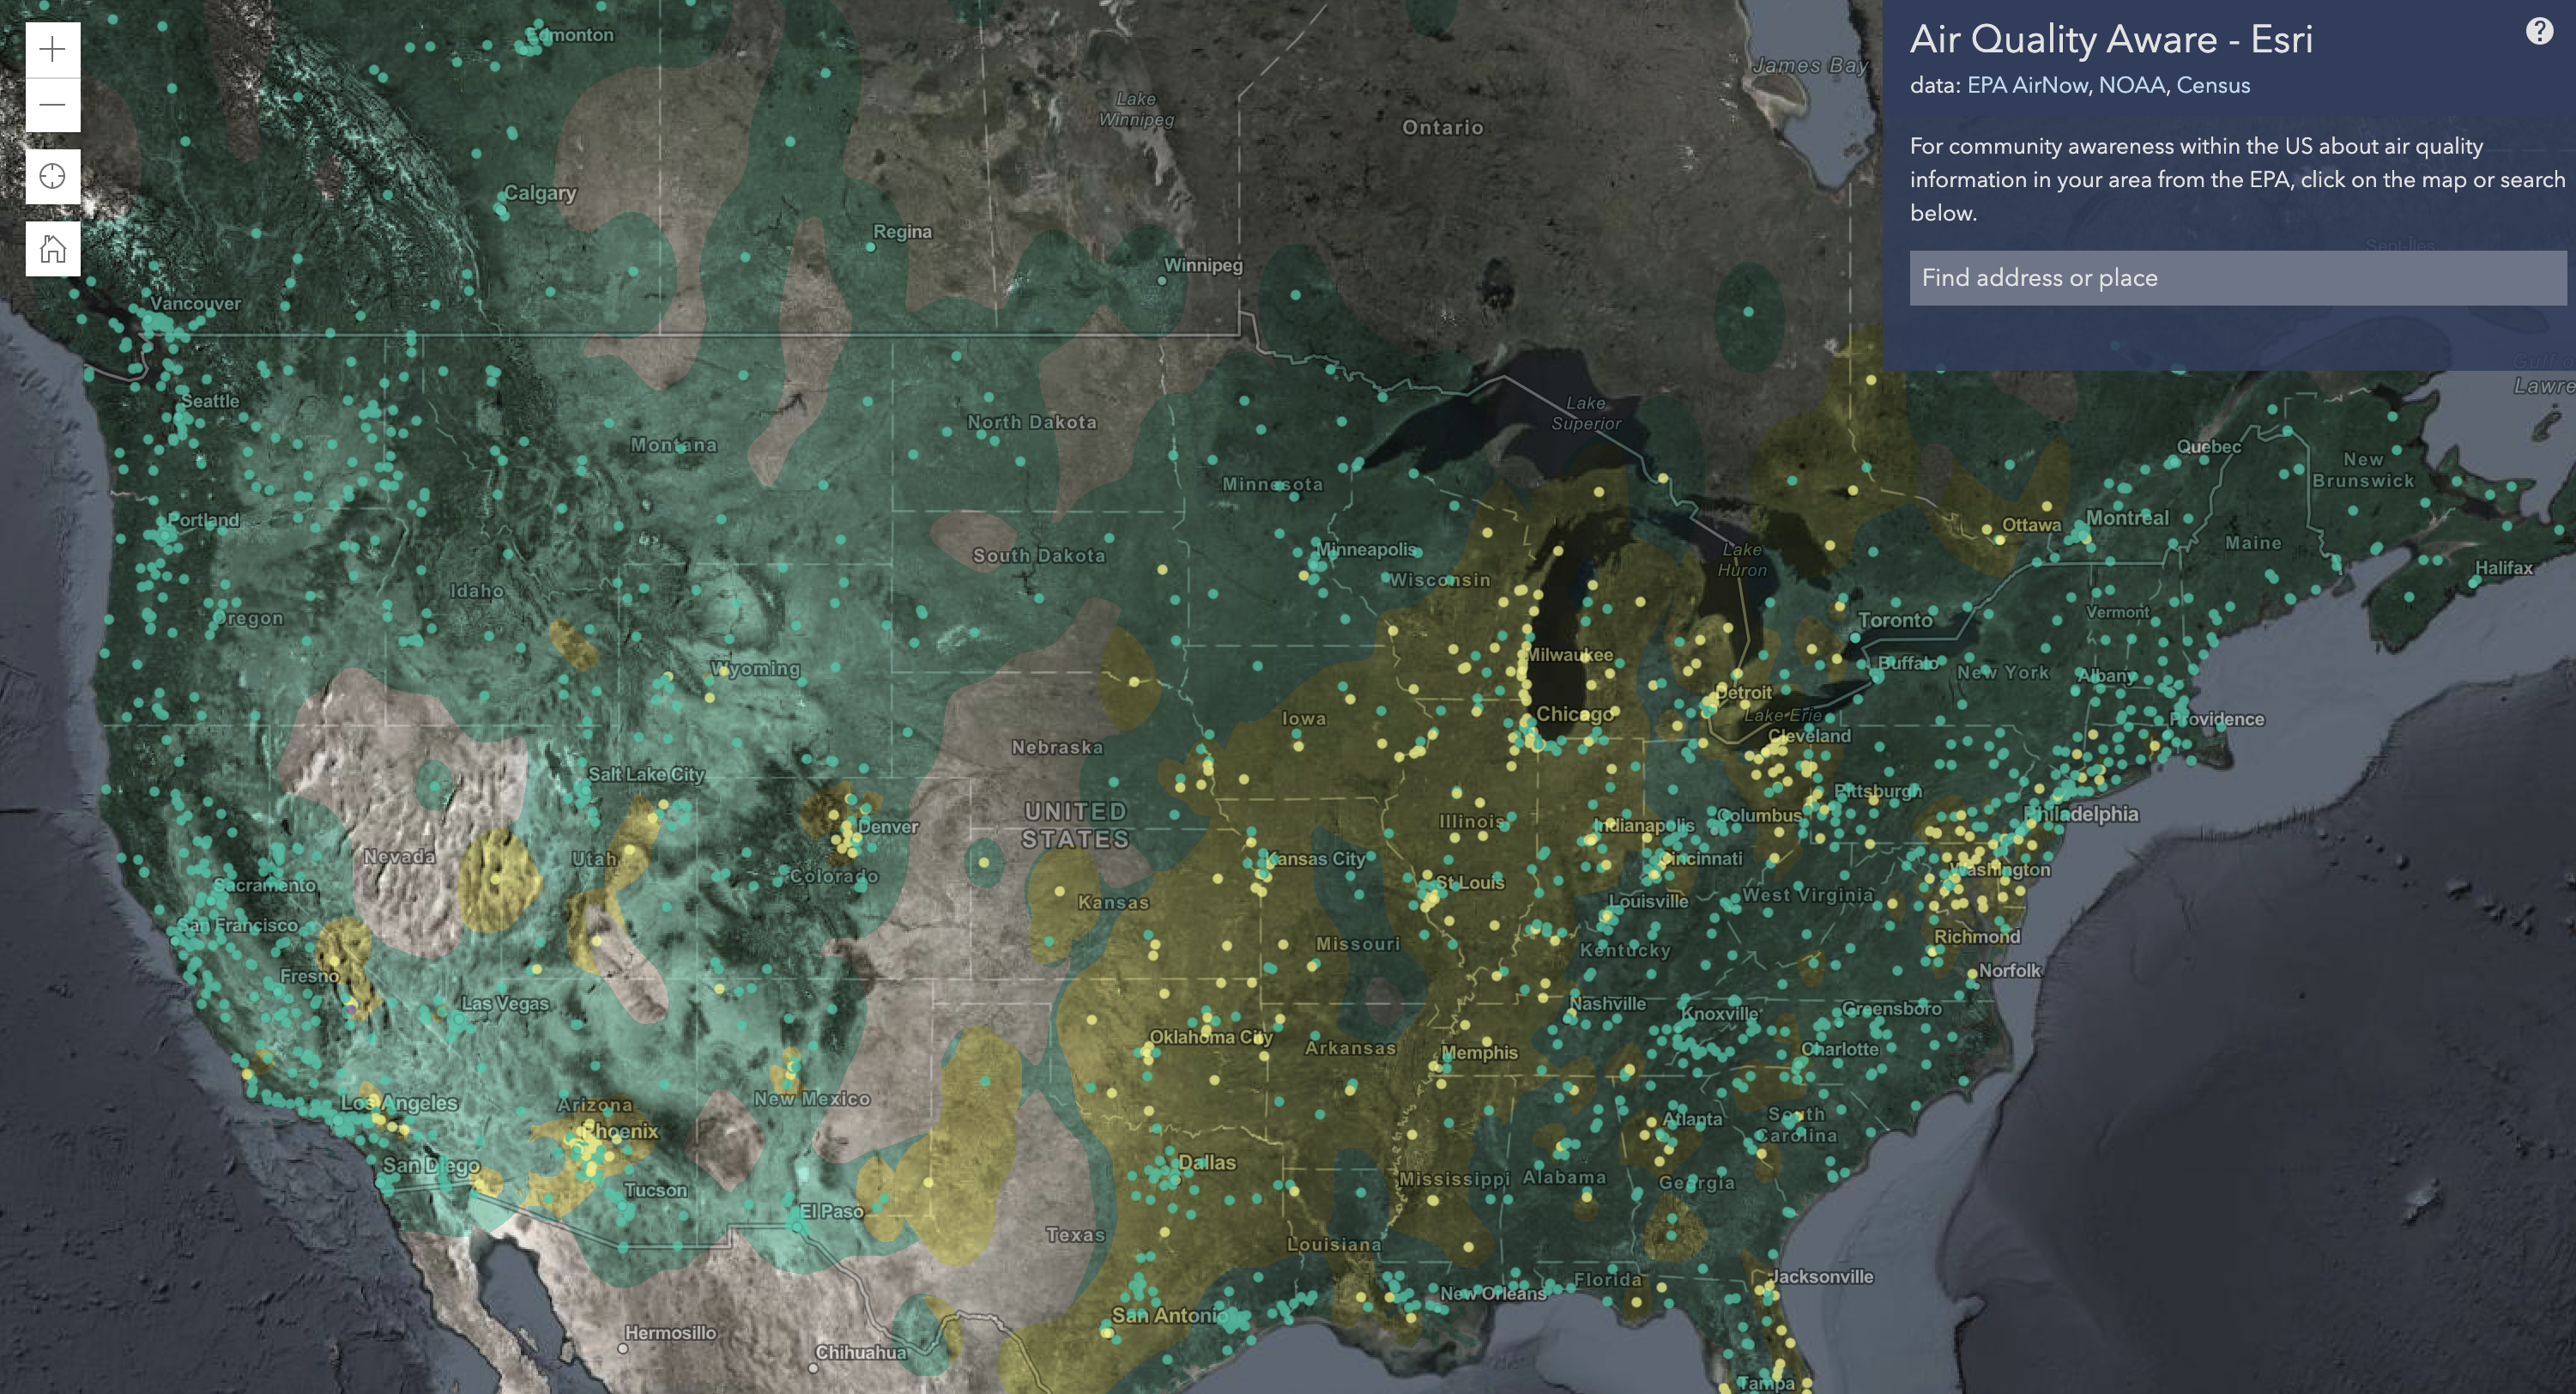 Air Quality Aware - Esri
?
data: EPA AirNow, NOAA, Census
For community awareness within the US about air quality
information in your area from the EPA, click on the map or search
below.
Find address or place
Edmonton
James Bay
Lake
Winnipeg
Ontario
Calgary
Regina
Sept-Îles
Winnipeg
Vancouver
Gulf of
Lawre
Seattle
Lake
Superior
North Dakota
Montana
Quebec
New
Brunswick
Minnesota
Portland
Ottawa
Montreal
Maine
Minneapolis
South Dakota
Lake
Huron
Halifax
Wisconsin
Idaho
Oregon
Toronto
Vermont
Milwaukee
Buffalo
New York
Albany
Wyoming
Detroit
Chicago
Lake Erie
Iowa
Providence
Cleveland
Nebraska
Salt Lake City
Pittsburgh
UNITED
STATES
Denver
Illinois
Indianapolis
Columbus
Philadelphia
Nevada
Utah
Kansas City
Cincinnati
Washington
Colorado
Sacramento
St Louis
West Virginia
Kansas
Louisville
San Francisco
Richmond
Missouri
Kentucky
Fresno
Norfolk
Las Vegas
Nashville
Knoxville
Greensboro
Oklahoma City
Arkansas
Memphis
Charlotte
Los Angeles
Arizona
New Mexico
Phoenix
Atlanta
South
Carolina
San Diego
Tucson
Dallas
Mississippi
Alabama
Georgia
El Paso
Texas
Louisiana
Jacksonville
Florida
New Orleans
San Antonio
Hermosillo
Chihuahua
Tampa